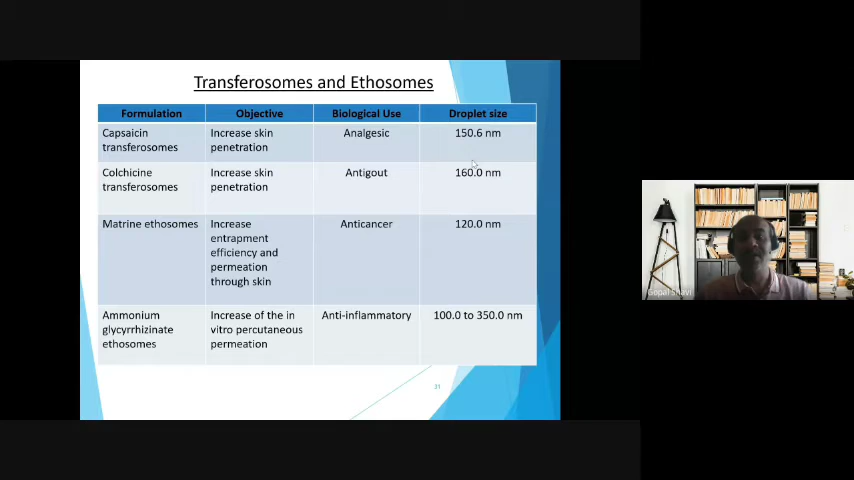 Transferosomes and Ethosomes
Formulation Objective Biological Use Droplet size
Capsaicin transferosomes Increase skin penetration Analgesic 150.6 nm
Colchicine transferosomes Increase skin penetration Antigout 160.0 nm
Matrine ethosomes Increase entrapment efficiency and permeation through skin Anticancer 120.0 nm
Ammonium glycyrrhizinate ethosomes Increase of the in vitro percutaneous permeation Anti-inflammatory 100.0 to 350.0 nm
Gopal